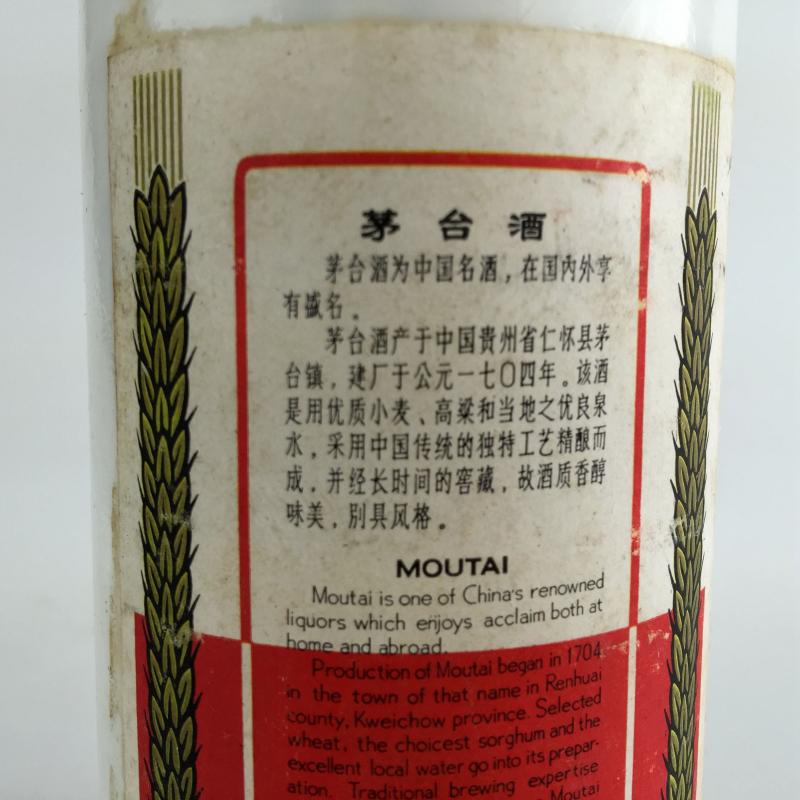 茅台酒
茅台酒为中国名酒，在国内外享
有盛名。
茅台酒产于中国贵州省仁怀县茅
台镇，建厂于公元一七〇四年。该酒
是用优质小麦、高粱和当地之优良泉
水，采用中国传统的独特工艺精酿而
成，并经长时间的窖藏，故酒质香醇
味美，别具风格。
MOUTAI
Moutai is one of China's renowned
liquors which enjoys acclaim both at
home and abroad.
Production of Moutai began in 1704
in the town of that name in Renhuai
county, Kweichow province. Selected
wheat, the choicest sorghum and the
excellent local water go into its prepar-
ation. Traditional brewing expertise
Moutai